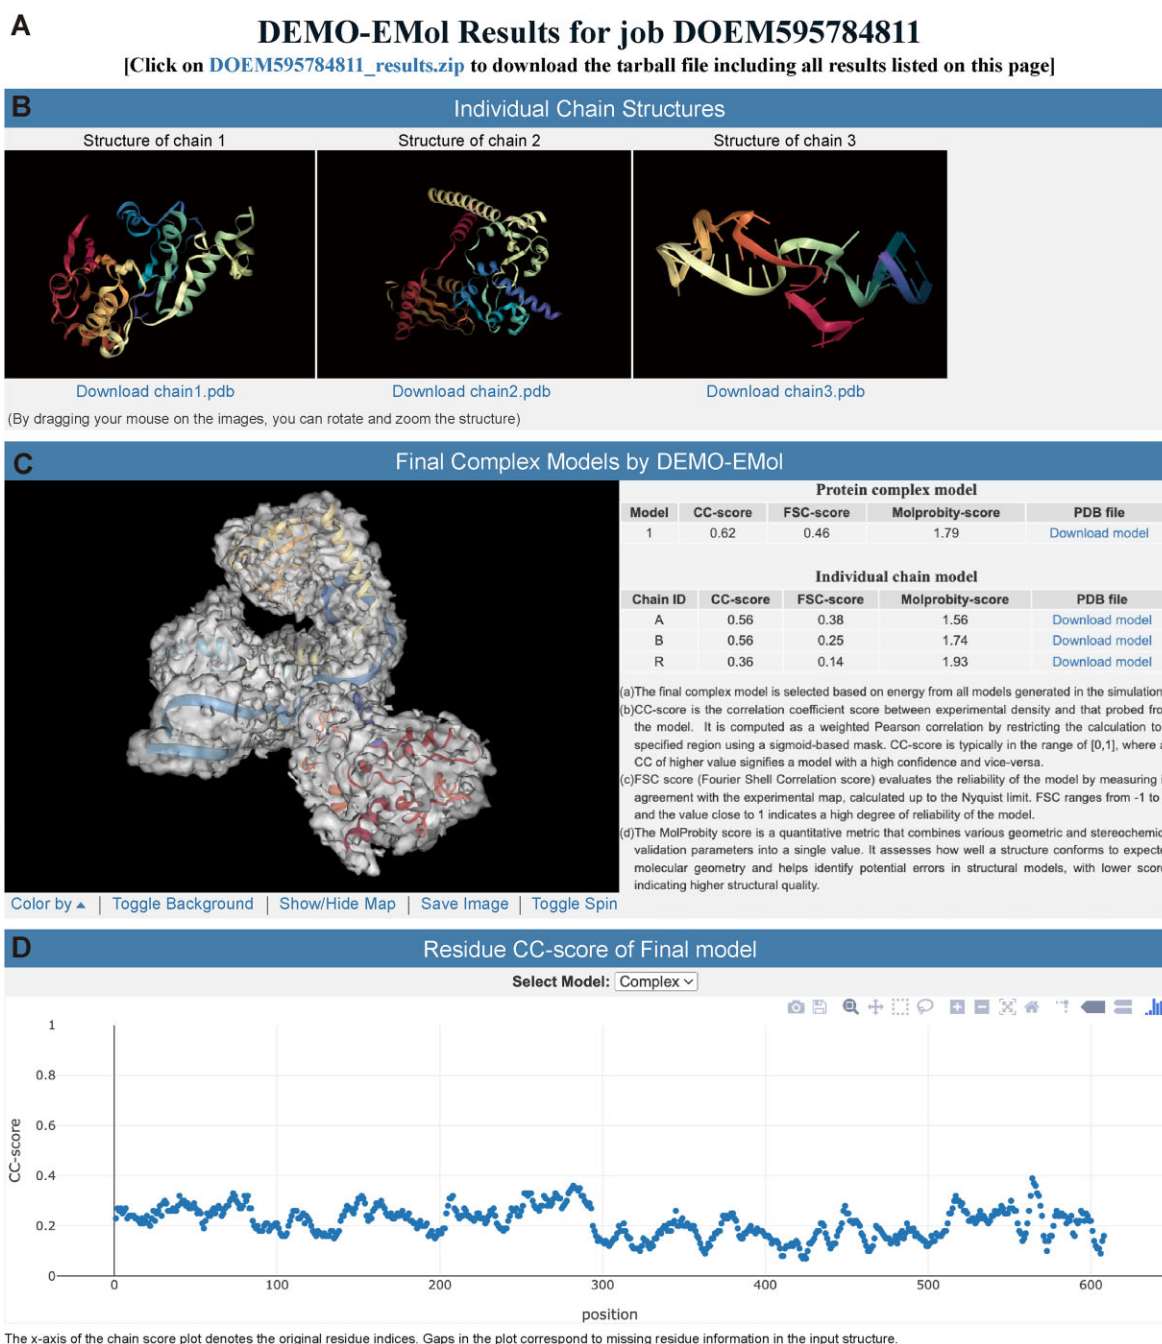 A
DEMO-EMol Results for job DOEM595784811
[Click on DOEM595784811_results.zip to download the tarball file including all results listed on this page]
B
Individual Chain Structures
Structure of chain 1
Structure of chain 2
Structure of chain 3
Download chain1.pdb
Download chain2.pdb
Download chain3.pdb
(By dragging your mouse on the images, you can rotate and zoom the structure)
C
Final Complex Models by DEMO-EMol
Protein complex model
Model CC-score FSC-score Molprobity-score PDB file
1 0.62 0.46 1.79 Download model
Individual chain model
Chain ID CC-score FSC-score Molprobity-score PDB file
A 0.56 0.38 1.56 Download model
B 0.56 0.25 1.74 Download model
R 0.36 0.14 1.93 Download model
(a)The final complex model is selected based on energy from all models generated in the simulation
(b)CC-score is the correlation coefficient score between experimental density and that probed
the model. It is computed as a weighted Pearson correlation by restricting the calculation to
specified region using a sigmoid-based mask. CC-score is typically in the range of [0,1], where
CC of higher value signifies a model with a high confidence and vice-versa.
(c)FSC score (Fourier Shell Correlation score) evaluates the reliability of the model by measuring
agreement with the experimental map, calculated up to the Nyquist limit. FSC ranges from -1 to
and the value close to 1 indicates a high degree of reliability of the model.
(d)The MolProbity score is a quantitative metric that combines various geometric and
validation parameters into a single value. It assesses how well a structure conforms to
molecular geometry and helps identify potential errors in structural models, with lower
indicating higher structural quality.
Color by ▲ | Toggle Background | Show/Hide Map | Save Image | Toggle Spin
D
Residue CC-score of Final model
Select Model: Complex
1
0.8
0.6
0.4
0.2
0
CC-score
0 100 200 300 400 500 600
position
The x-axis of the chain score plot denotes the original residue indices. Gaps in the plot correspond to missing residue information in the input structure.